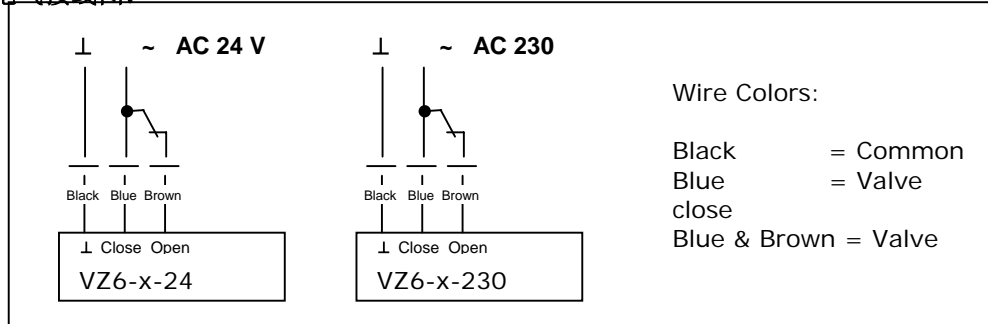 ⊥ ~ AC 24 V
Black Blue Brown
⊥ Close Open
VZ6-x-24
⊥ ~ AC 230
Black Blue Brown
⊥ Close Open
VZ6-x-230
Wire Colors:
Black = Common
Blue = Valve
close
Blue & Brown = Valve